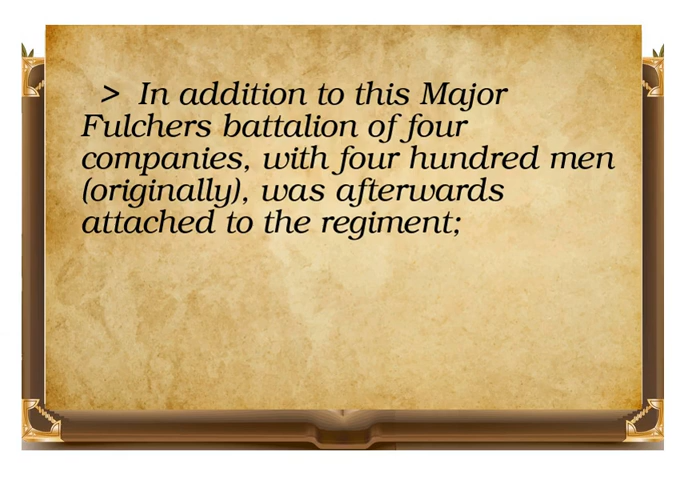 > In addition to this Major
Fulchers battalion of four
companies, with four hundred men
(originally), was afterwards
attached to the regiment;